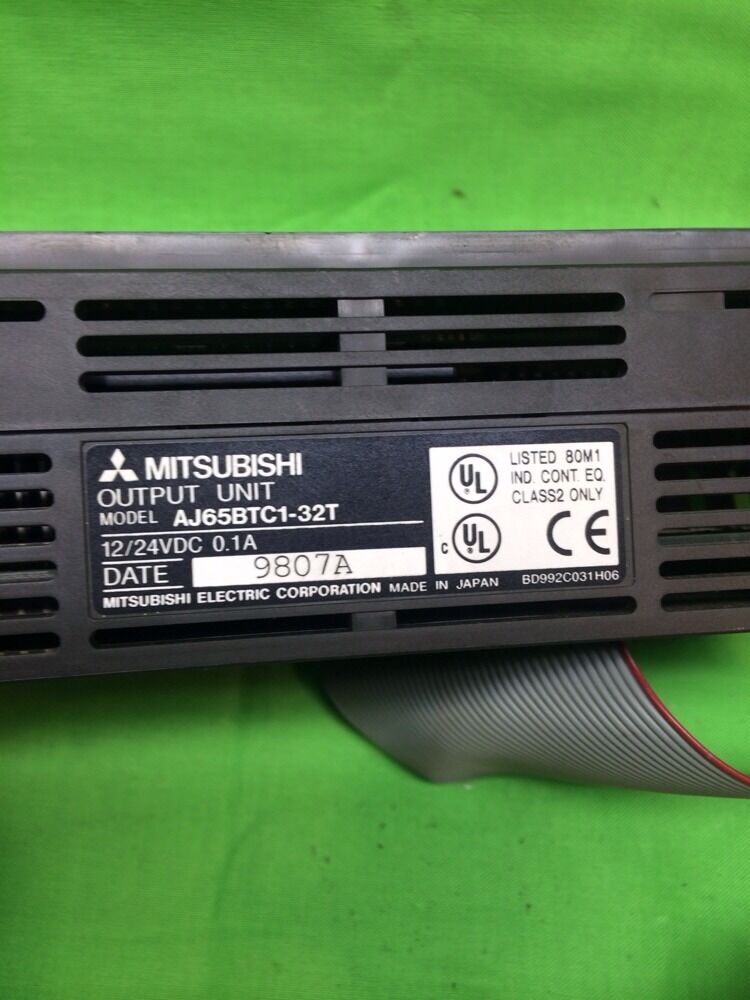 MITSUBISHI
OUTPUT UNIT
MODEL AJ65BTC1-32T
12/24VDC 0.1A
DATE 9807A
MITSUBISHI ELECTRIC CORPORATION MADE IN JAPAN BD992C031H06
UL
LISTED 80M1
IND. CONT. EQ.
CLASS2 ONLY
C UL
CE